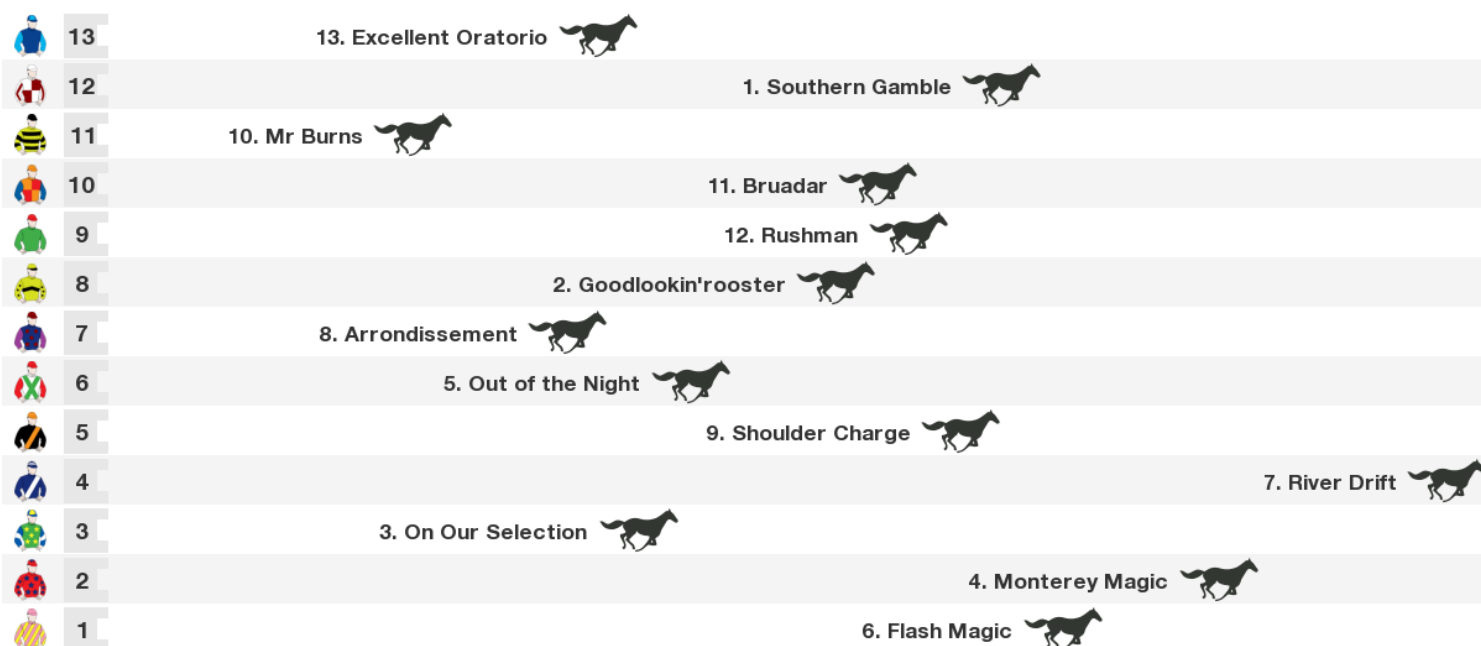 13 13. Excellent Oratorio
12 1. Southern Gamble
11 10. Mr Burns
10 11. Bruadar
9 12. Rushman
8 2. Goodlookin'rooster
7 8. Arrondissement
6 5. Out of the Night
5 9. Shoulder Charge
4 7. River Drift
3 3. On Our Selection
2 4. Monterey Magic
1 6. Flash Magic